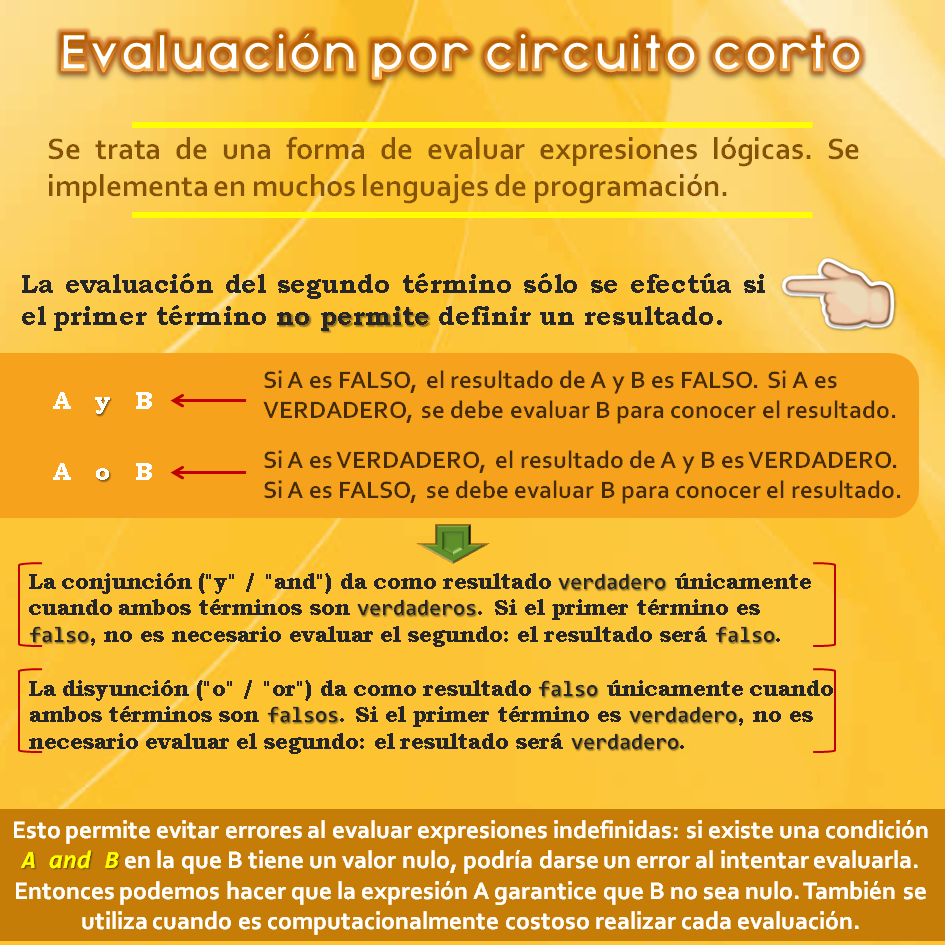 Evaluación por circuito corto
Se trata de una forma de evaluar expresiones lógicas. Se
implementa en muchos lenguajes de programación.
La evaluación del segundo término sólo se efectúa si
el primer término no permite definir un resultado.
A y B
Si A es FALSO, el resultado de A y B es FALSO. Si A es
VERDADERO, se debe evaluar B para conocer el resultado.
A o B
Si A es VERDADERO, el resultado de A y B es VERDADERO.
Si A es FALSO, se debe evaluar B para conocer el resultado.
La conjunción ("y" / "and") da como resultado verdadero únicamente
cuando ambos términos son verdaderos. Si el primer término es
falso, no es necesario evaluar el segundo: el resultado será falso.
La disyunción ("o" / "or") da como resultado falso únicamente cuando
ambos términos son falsos. Si el primer término es verdadero, no es
necesario evaluar el segundo: el resultado será verdadero.
Esto permite evitar errores al evaluar expresiones indefinidas: si existe una condición
A and B en la que B tiene un valor nulo, podría darse un error al intentar evaluarla.
Entonces podemos hacer que la expresión A garantice que B no sea nulo. También se
utiliza cuando es computacionalmente costoso realizar cada evaluación.